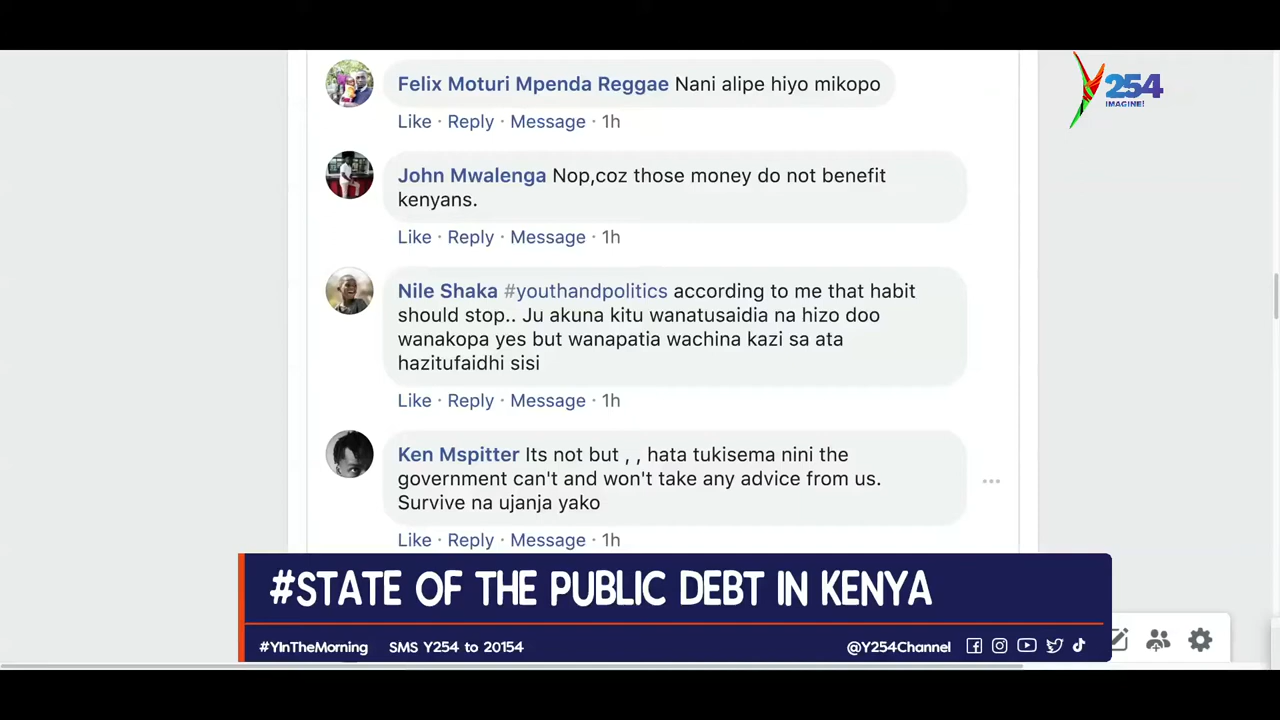 Felix Moturi Mpenda Reggae Nani alipe hiyo mikopo
Like · Reply · Message · 1h
Y254
IMAGINE!
John Mwalenga Nop,coz those money do not benefit
kenyans.
Like · Reply · Message · 1h
Nile Shaka #youthandpolitics according to me that habit
should stop.. Ju akuna kitu wanatusaidia na hizo doo
wanakopa yes but wanapatia wachina kazi sa ata
hazitufaidhi sisi
Like · Reply · Message · 1h
Ken Mspitter Its not but , , hata tukisema nini the
government can't and won't take any advice from us.
Survive na ujanja yako
Like · Reply · Message · 1h
#STATE OF THE PUBLIC DEBT IN KENYA
#YInTheMorning SMS Y254 to 20154 @Y254Channel